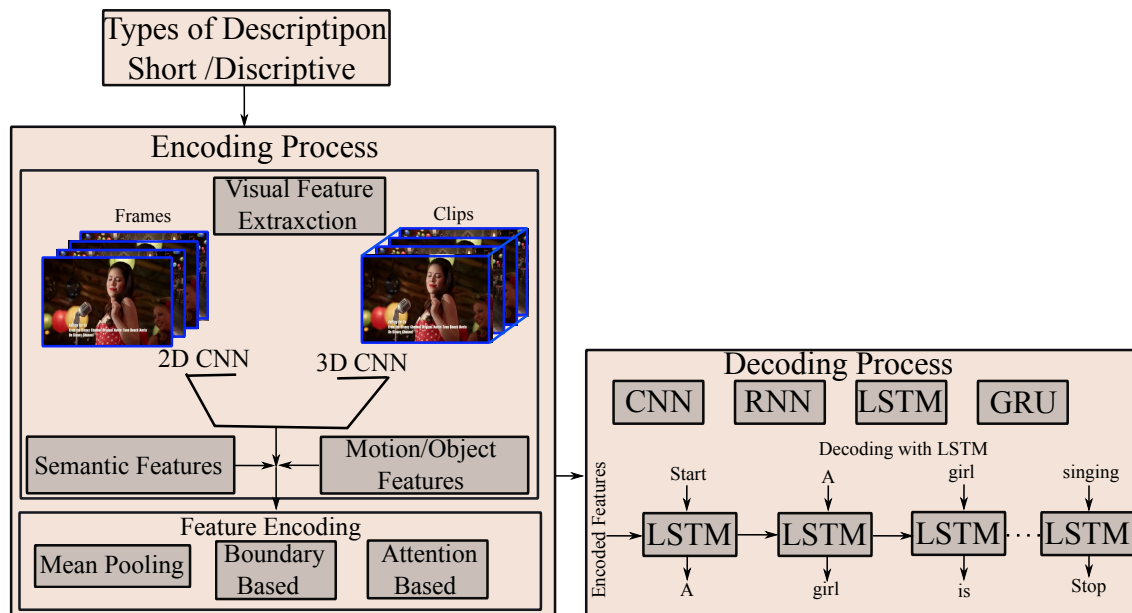 Types of Descriptipon
Short /Discriptive
Encoding Process
Visual Feature
Extraxction
Frames
Clips
2D CNN
3D CNN
Semantic Features
Motion/Object
Features
Feature Encoding
Mean Pooling
Boundary
Based
Attention
Based
Decoding Process
CNN
RNN
LSTM
GRU
Decoding with LSTM
Encoded Features
Start
A
girl
singing
LSTM
LSTM
LSTM
LSTM
A
girl
is
Stop